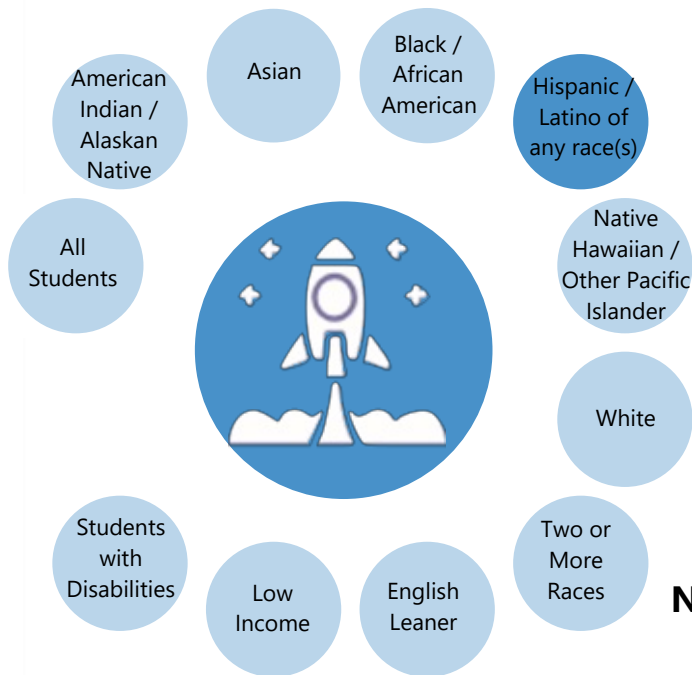 American
Indian /
Alaskan
Native
Asian
Black /
African
American
Hispanic /
Latino of
any race(s)
All
Students
Native
Hawaiian /
Other Pacific
Islander
White
Students
with
Disabilities
Low
Income
English
Leaner
Two or
More
Races
N